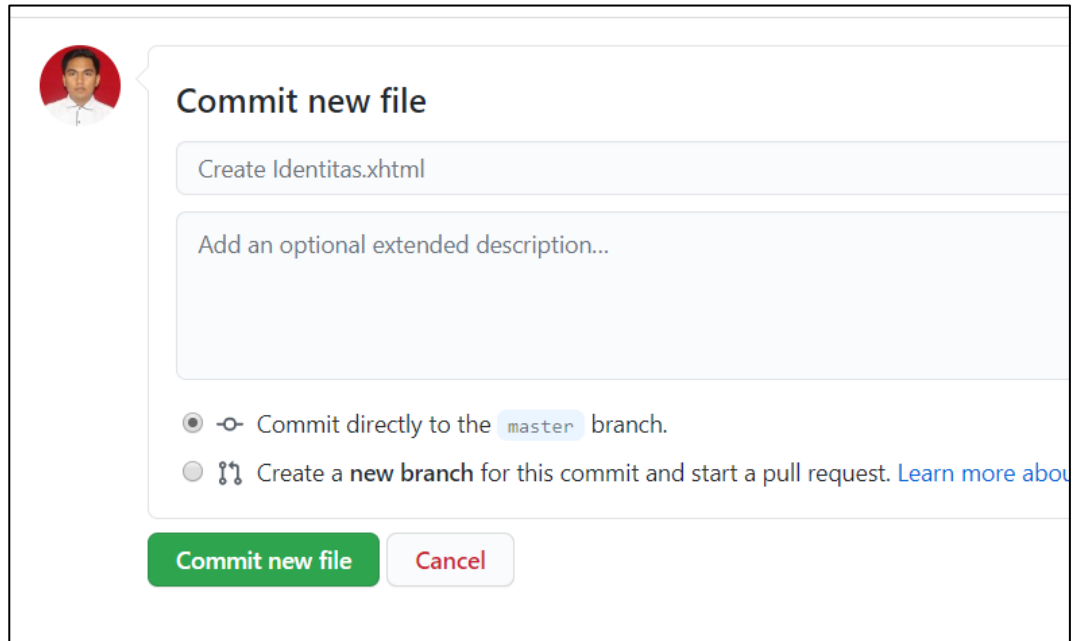 Commit new file
Create Identitas.xhtml
Add an optional extended description...
Commit directly to the master branch.
Create a new branch for this commit and start a pull request. Learn more
Commit new file
Cancel